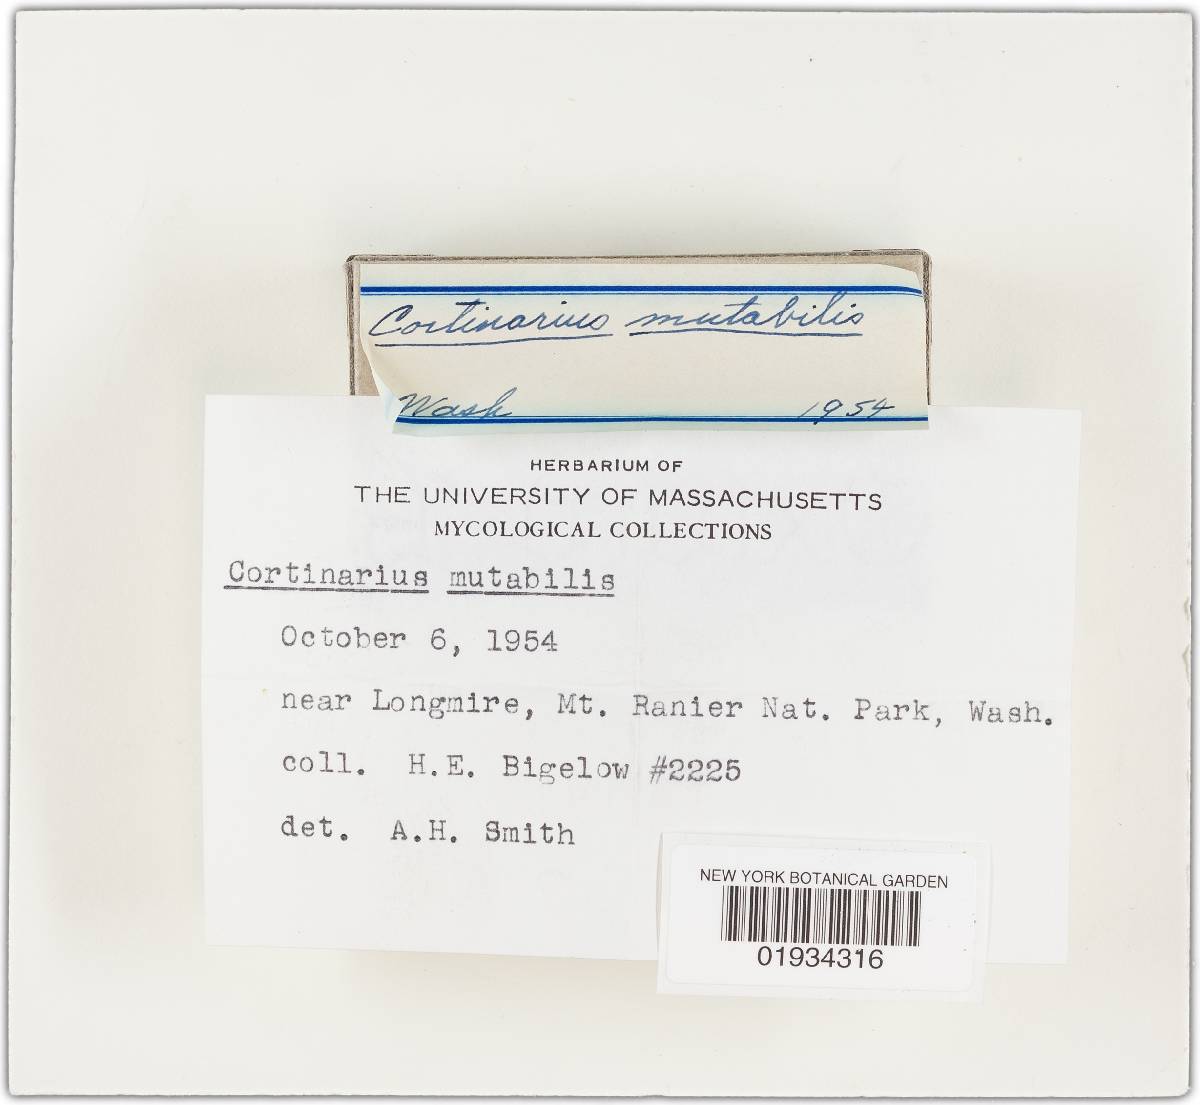 Cortinarius mutabilis
Wash 1954
HERBARIUM OF
THE UNIVERSITY OF MASSACHUSETTS
MYCOLOGICAL COLLECTIONS
Cortinarius mutabilis
October 6, 1954
near Longmire, Mt. Ranier Nat. Park, Wash.
coll. H.E. Bigelow #2225
det. A.H. Smith
NEW YORK BOTANICAL GARDEN
01934316